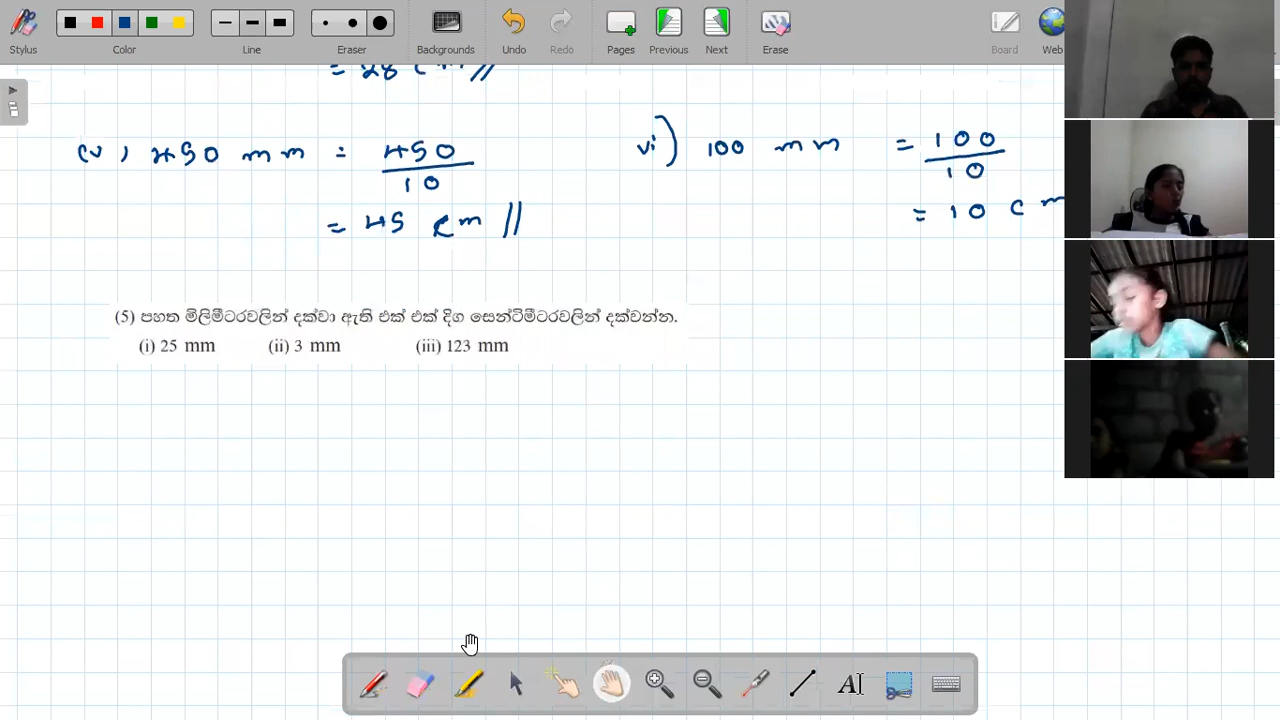 Stylus Color Line Eraser Backgrounds Undo Redo Pages Previous Next Erase Board Web
= 28 cm //
(v) 450 mm = 450
10
= 45 cm //
vi) 100 mm = 100
10
= 10 cm
(5) පහත මිලිමීටරවලින් දක්වා ඇති එක් එක් දිග සෙන්ටිමීටරවලින් දක්වන්න.
(i) 25 mm (ii) 3 mm (iii) 123 mm